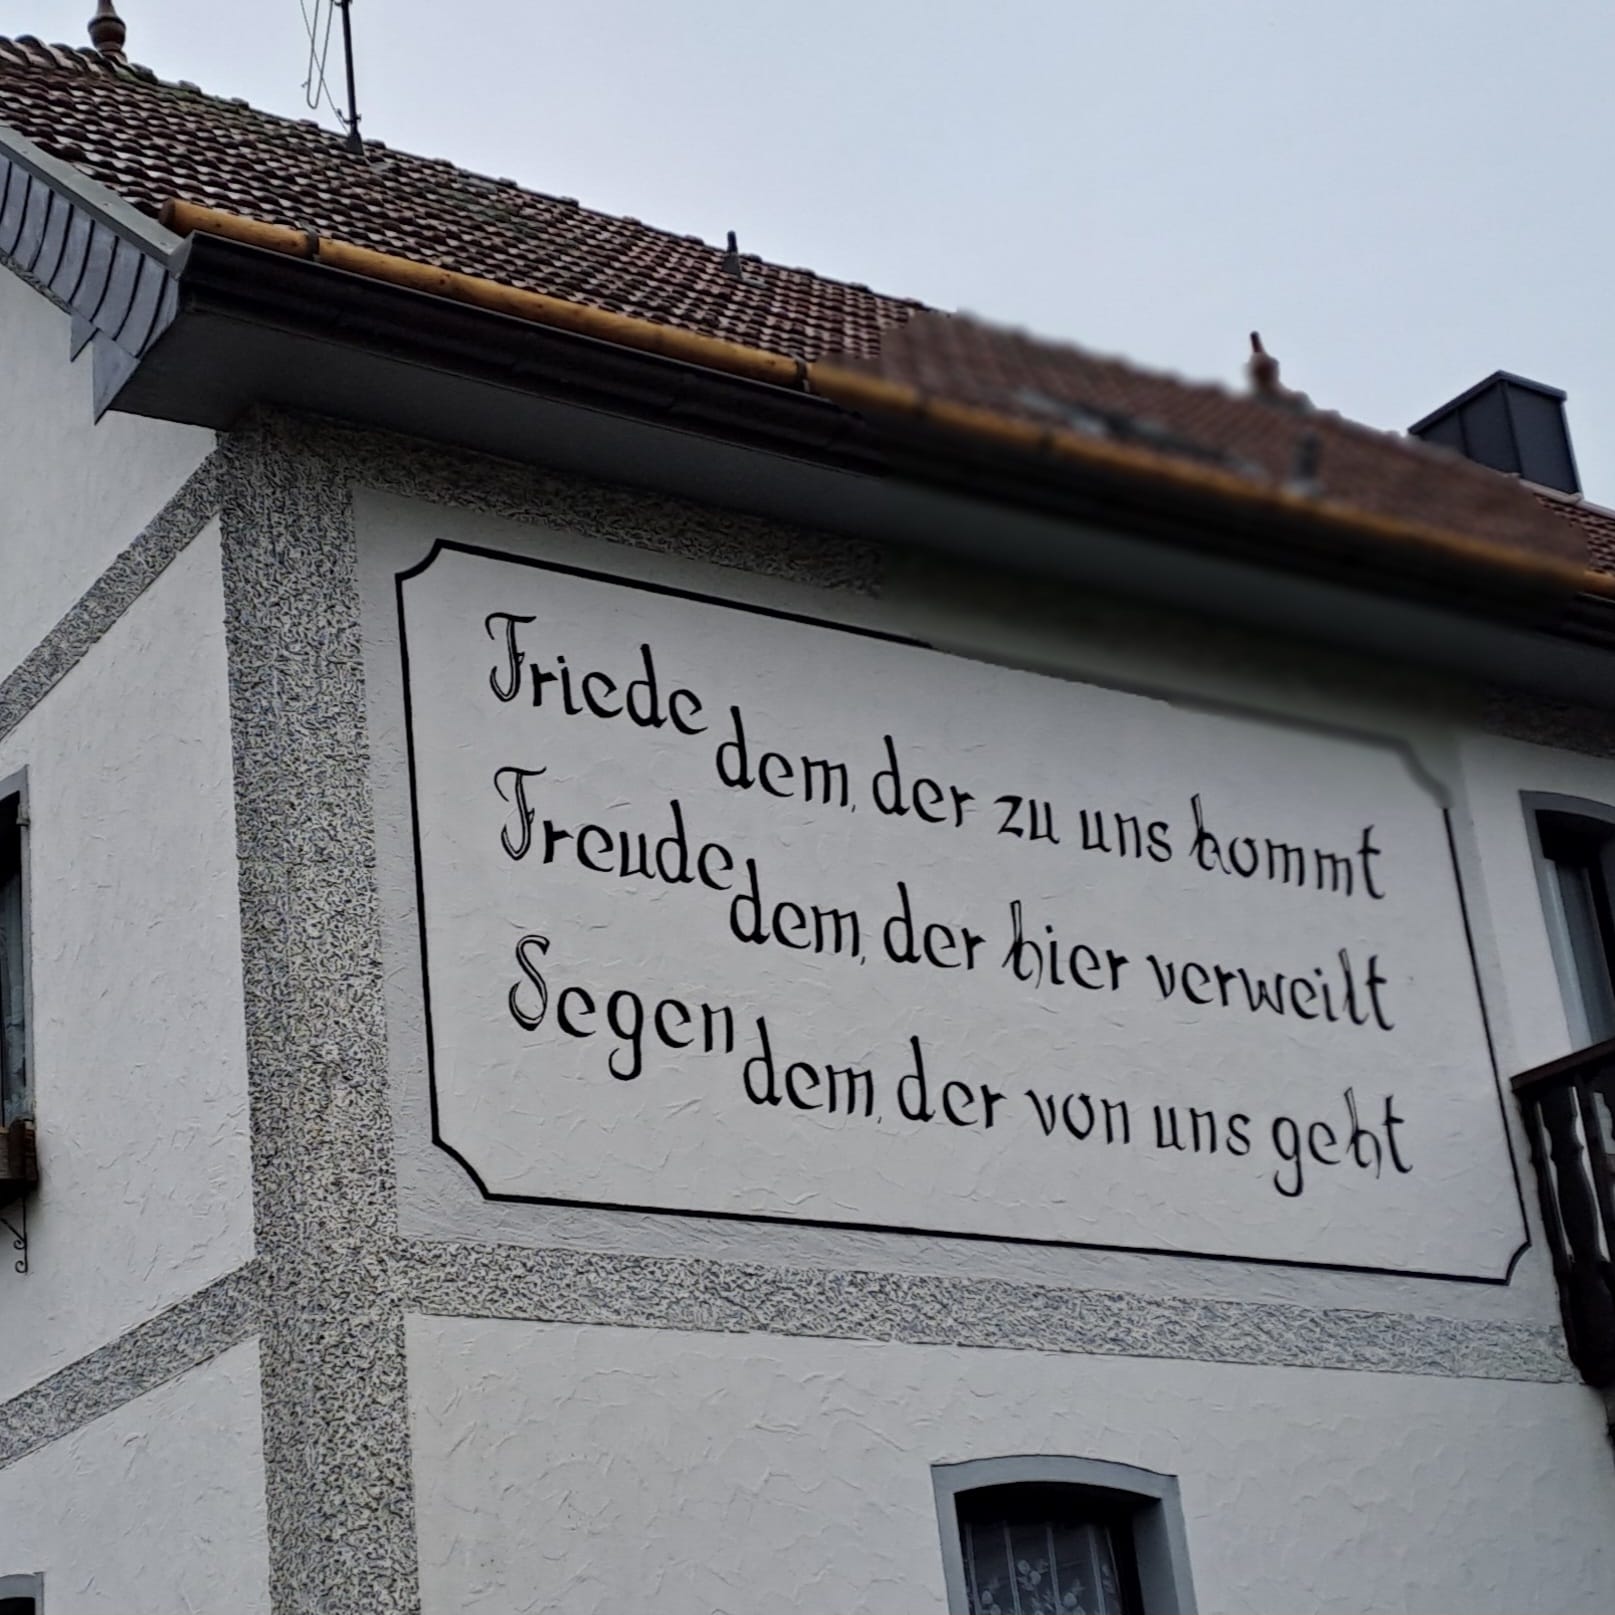 Friede dem, der zu uns kommt
Freude dem, der hier verweilt
Segen dem, der von uns geht